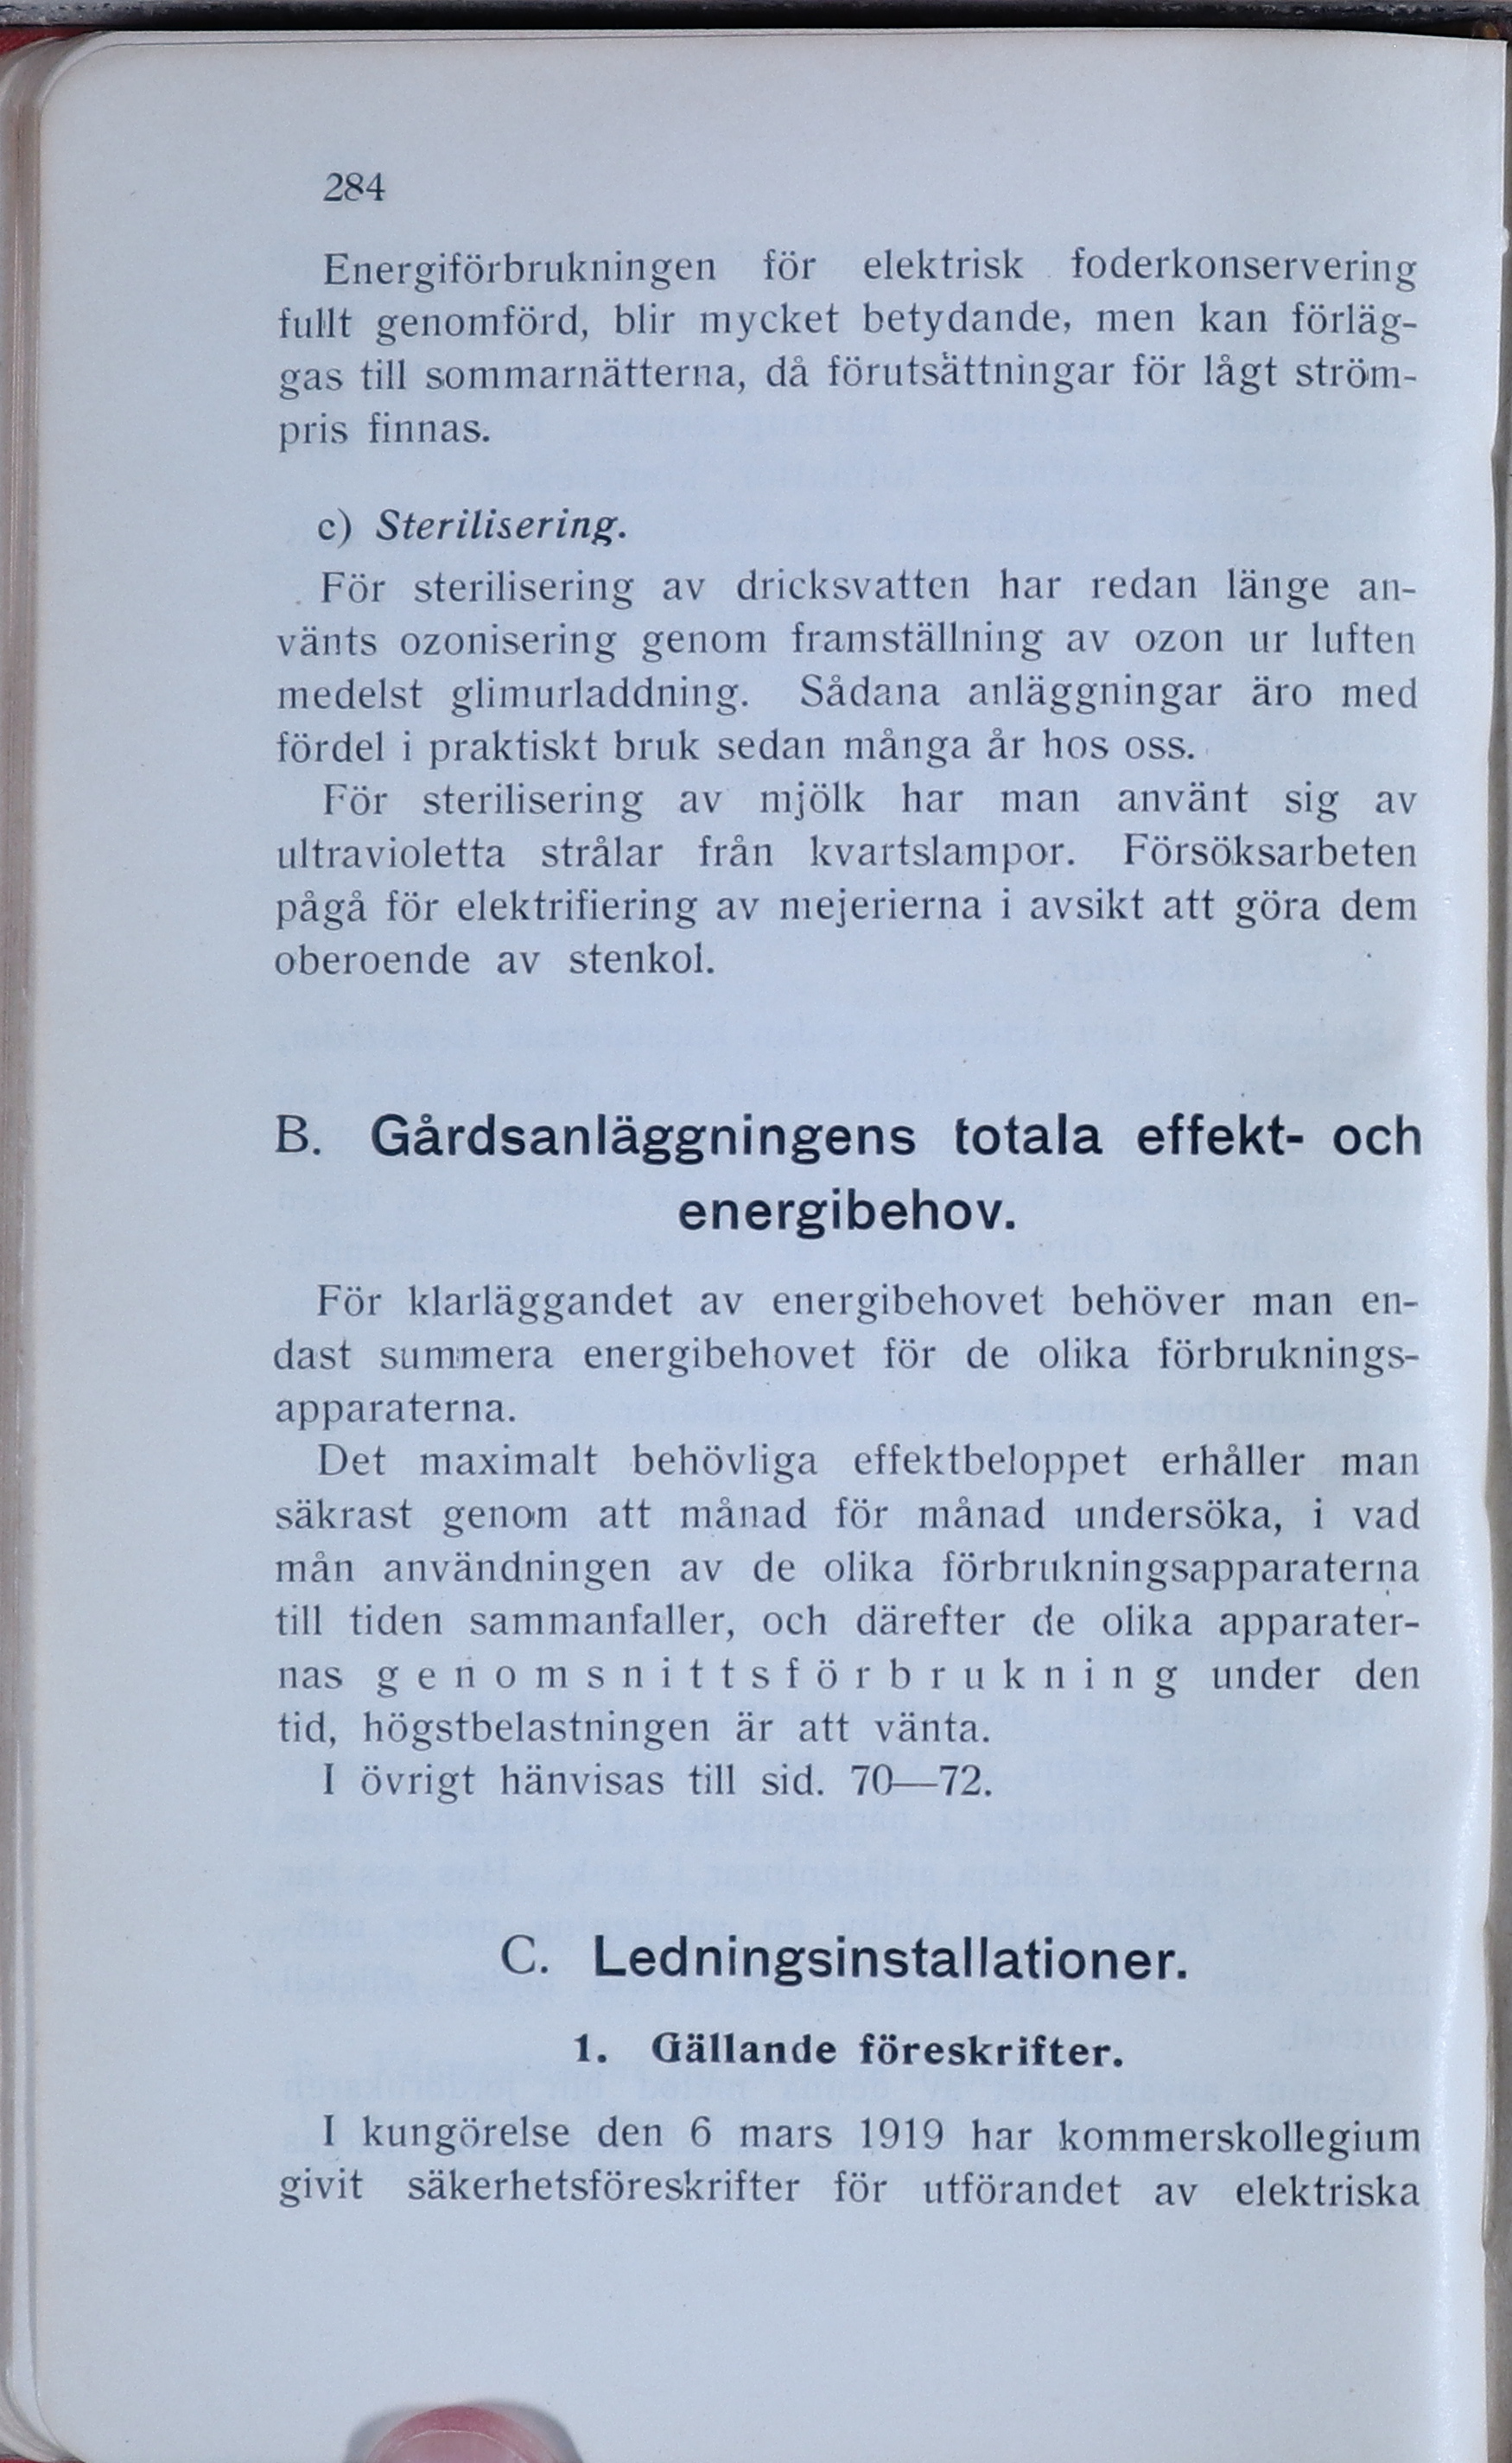 284
Energiförbrukningen för elektrisk foderkonservering
fullt genomförd, blir mycket betydande, men kan förläg-
gas till sommarnätterna, då förutsättningar för lågt ström-
pris finnas.
c) Sterilisering.
För sterilisering av dricksvatten har redan länge an-
vänts ozonisering genom framställning av ozon ur luften
medelst glimurladdning. Sådana anläggningar äro med
fördel i praktiskt bruk sedan många år hos oss.
För sterilisering av mjölk har man använt sig av
ultravioletta strålar från kvartslampor. Försöksarbeten
pågå för elektrifiering av mejerierna i avsikt att göra dem
oberoende av stenkol.
B. Gårdsanläggningens totala effekt- och
energibehov.
För klarläggandet av energibehovet behöver man en-
dast summera energibehovet för de olika förbruknings-
apparaterna.
Det maximalt behövliga effektbeloppet erhåller man
säkrast genom att månad för månad undersöka, i vad
mån användningen av de olika förbrukningsapparaterna
till tiden sammanfaller, och därefter de olika apparater-
nas genomsnittsförbrukning under den
tid, högstbelastningen är att vänta.
I övrigt hänvisas till sid. 70—72.
C. Ledningsinstallationer.
1. Gällande föreskrifter.
I kungörelse den 6 mars 1919 har kommerskollegium
givit säkerhetsföreskrifter för utförandet av elektriska